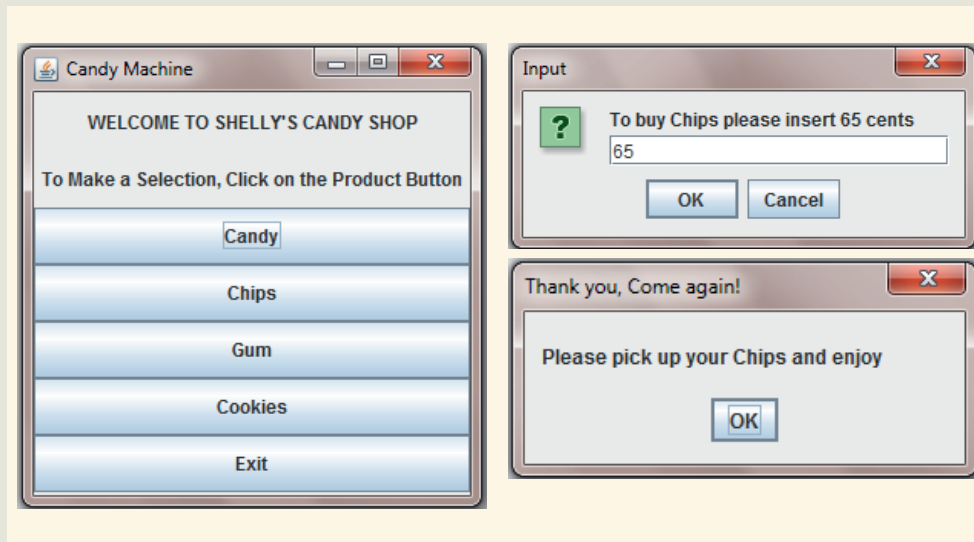 Candy Machine
WELCOME TO SHELLY'S CANDY SHOP
To Make a Selection, Click on the Product Button
Candy
Chips
Gum
Cookies
Exit
Input
To buy Chips please insert 65 cents
65
OK
Cancel
Thank you, Come again!
Please pick up your Chips and enjoy
OK